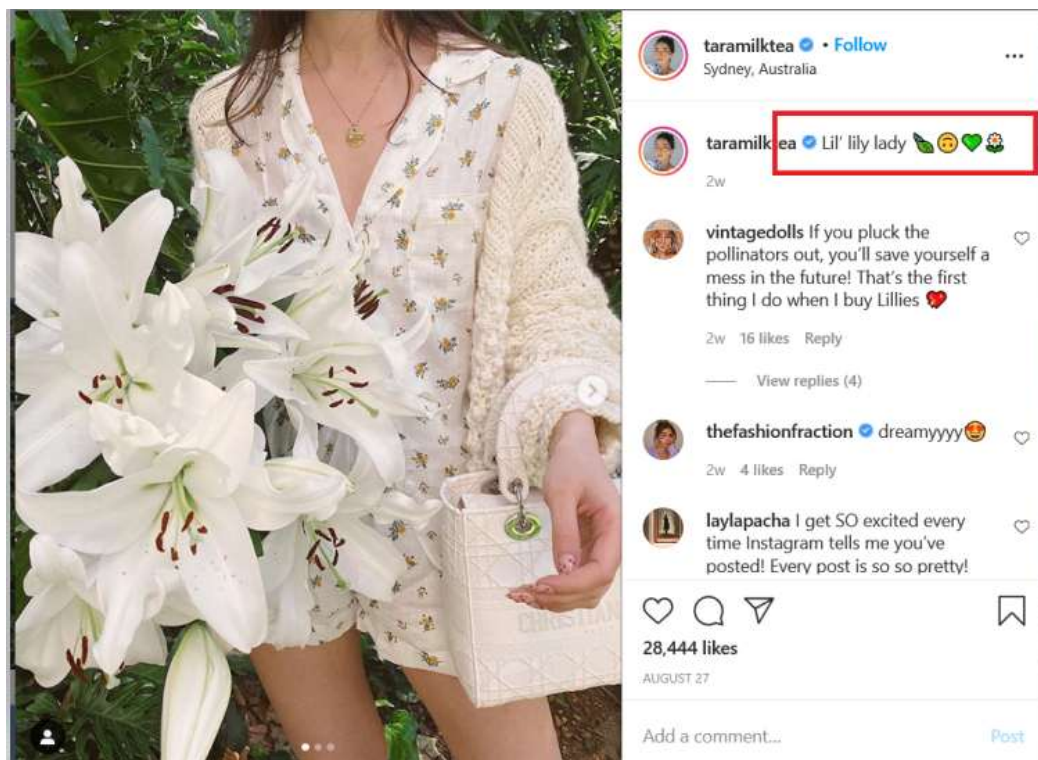 taramilktea • Follow
Sydney, Australia
taramilktea Lil' lily lady 🍃🙃💚🌼
2w
vintagedolls If you pluck the
pollinators out, you'll save yourself a
mess in the future! That's the first
thing I do when I buy Lillies 💖
2w 16 likes Reply
View replies (4)
thefashionfraction dreamyyyy🤩
2w 4 likes Reply
laylapacha I get SO excited every
time Instagram tells me you've
posted! Every post is so so pretty!
28,444 likes
AUGUST 27
Add a comment... Post
CHRISTIAN